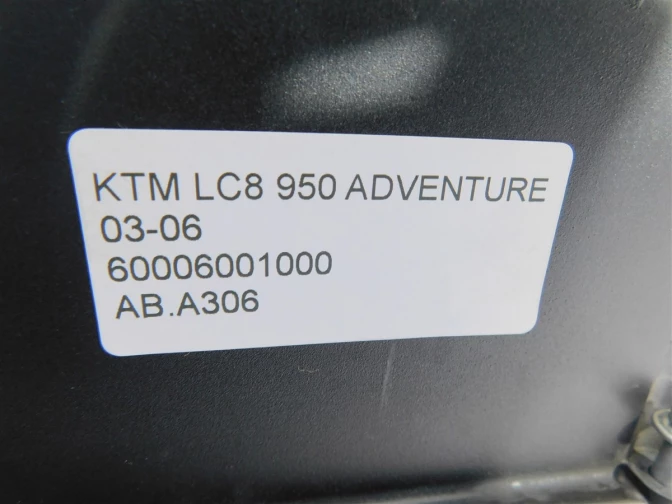 KTM LC8 950 ADVENTURE
03-06
60006001000
AB.A306